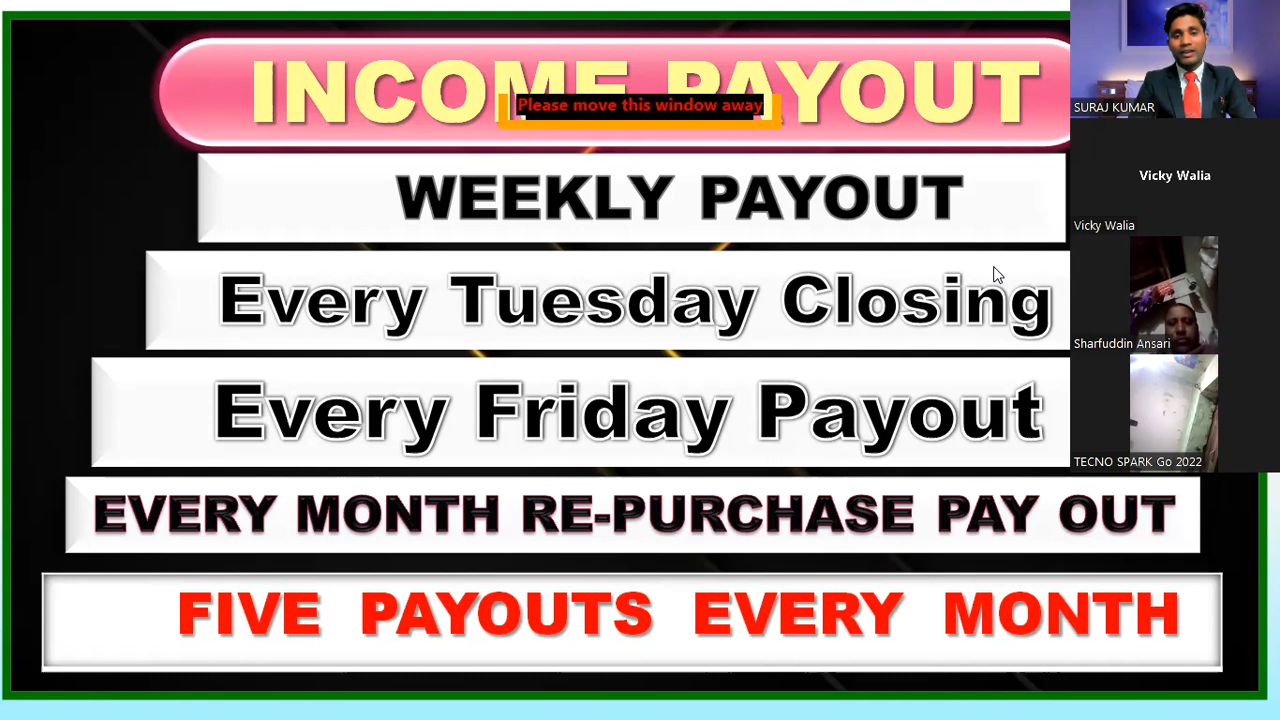 INCOME PAYOUT
Please move this window away
WEEKLY PAYOUT
Every Tuesday Closing
Every Friday Payout
EVERY MONTH RE-PURCHASE PAY OUT
FIVE PAYOUTS EVERY MONTH
SURAJ KUMAR
Vicky Walia
Vicky Walia
Sharfuddin Ansari
TECNO SPARK Go 2022